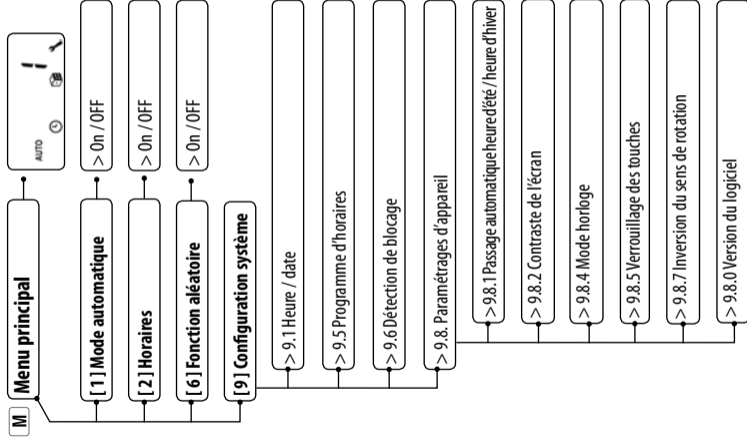 M
Menu principal
AUTO
1
[ 1 ] Mode automatique
> On / OFF
[ 2 ] Horaires
> On / OFF
[ 6 ] Fonction aléatoire
> On / OFF
[ 9 ] Configuration système
> 9.1 Heure / date
> 9.5 Programme d'horaires
> 9.6 Détection de blocage
> 9.8. Paramétrages d'appareil
> 9.8.1 Passage automatique heure d'été / heure d'hiver
> 9.8.2 Contraste de l'écran
> 9.8.4 Mode horloge
> 9.8.5 Verrouillage des touches
> 9.8.7 Inversion du sens de rotation
> 9.8.0 Version du logiciel